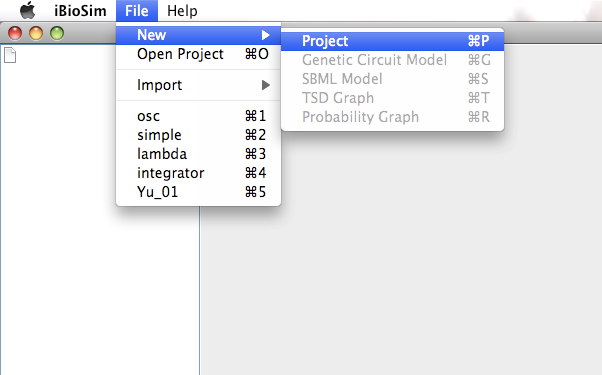 iBioSim File Help
New
Open Project ⌘O
Import
osc ⌘1
simple ⌘2
lambda ⌘3
integrator ⌘4
Yu_01 ⌘5
Project ⌘P
Genetic Circuit Model ⌘G
SBML Model ⌘S
TSD Graph ⌘T
Probability Graph ⌘R